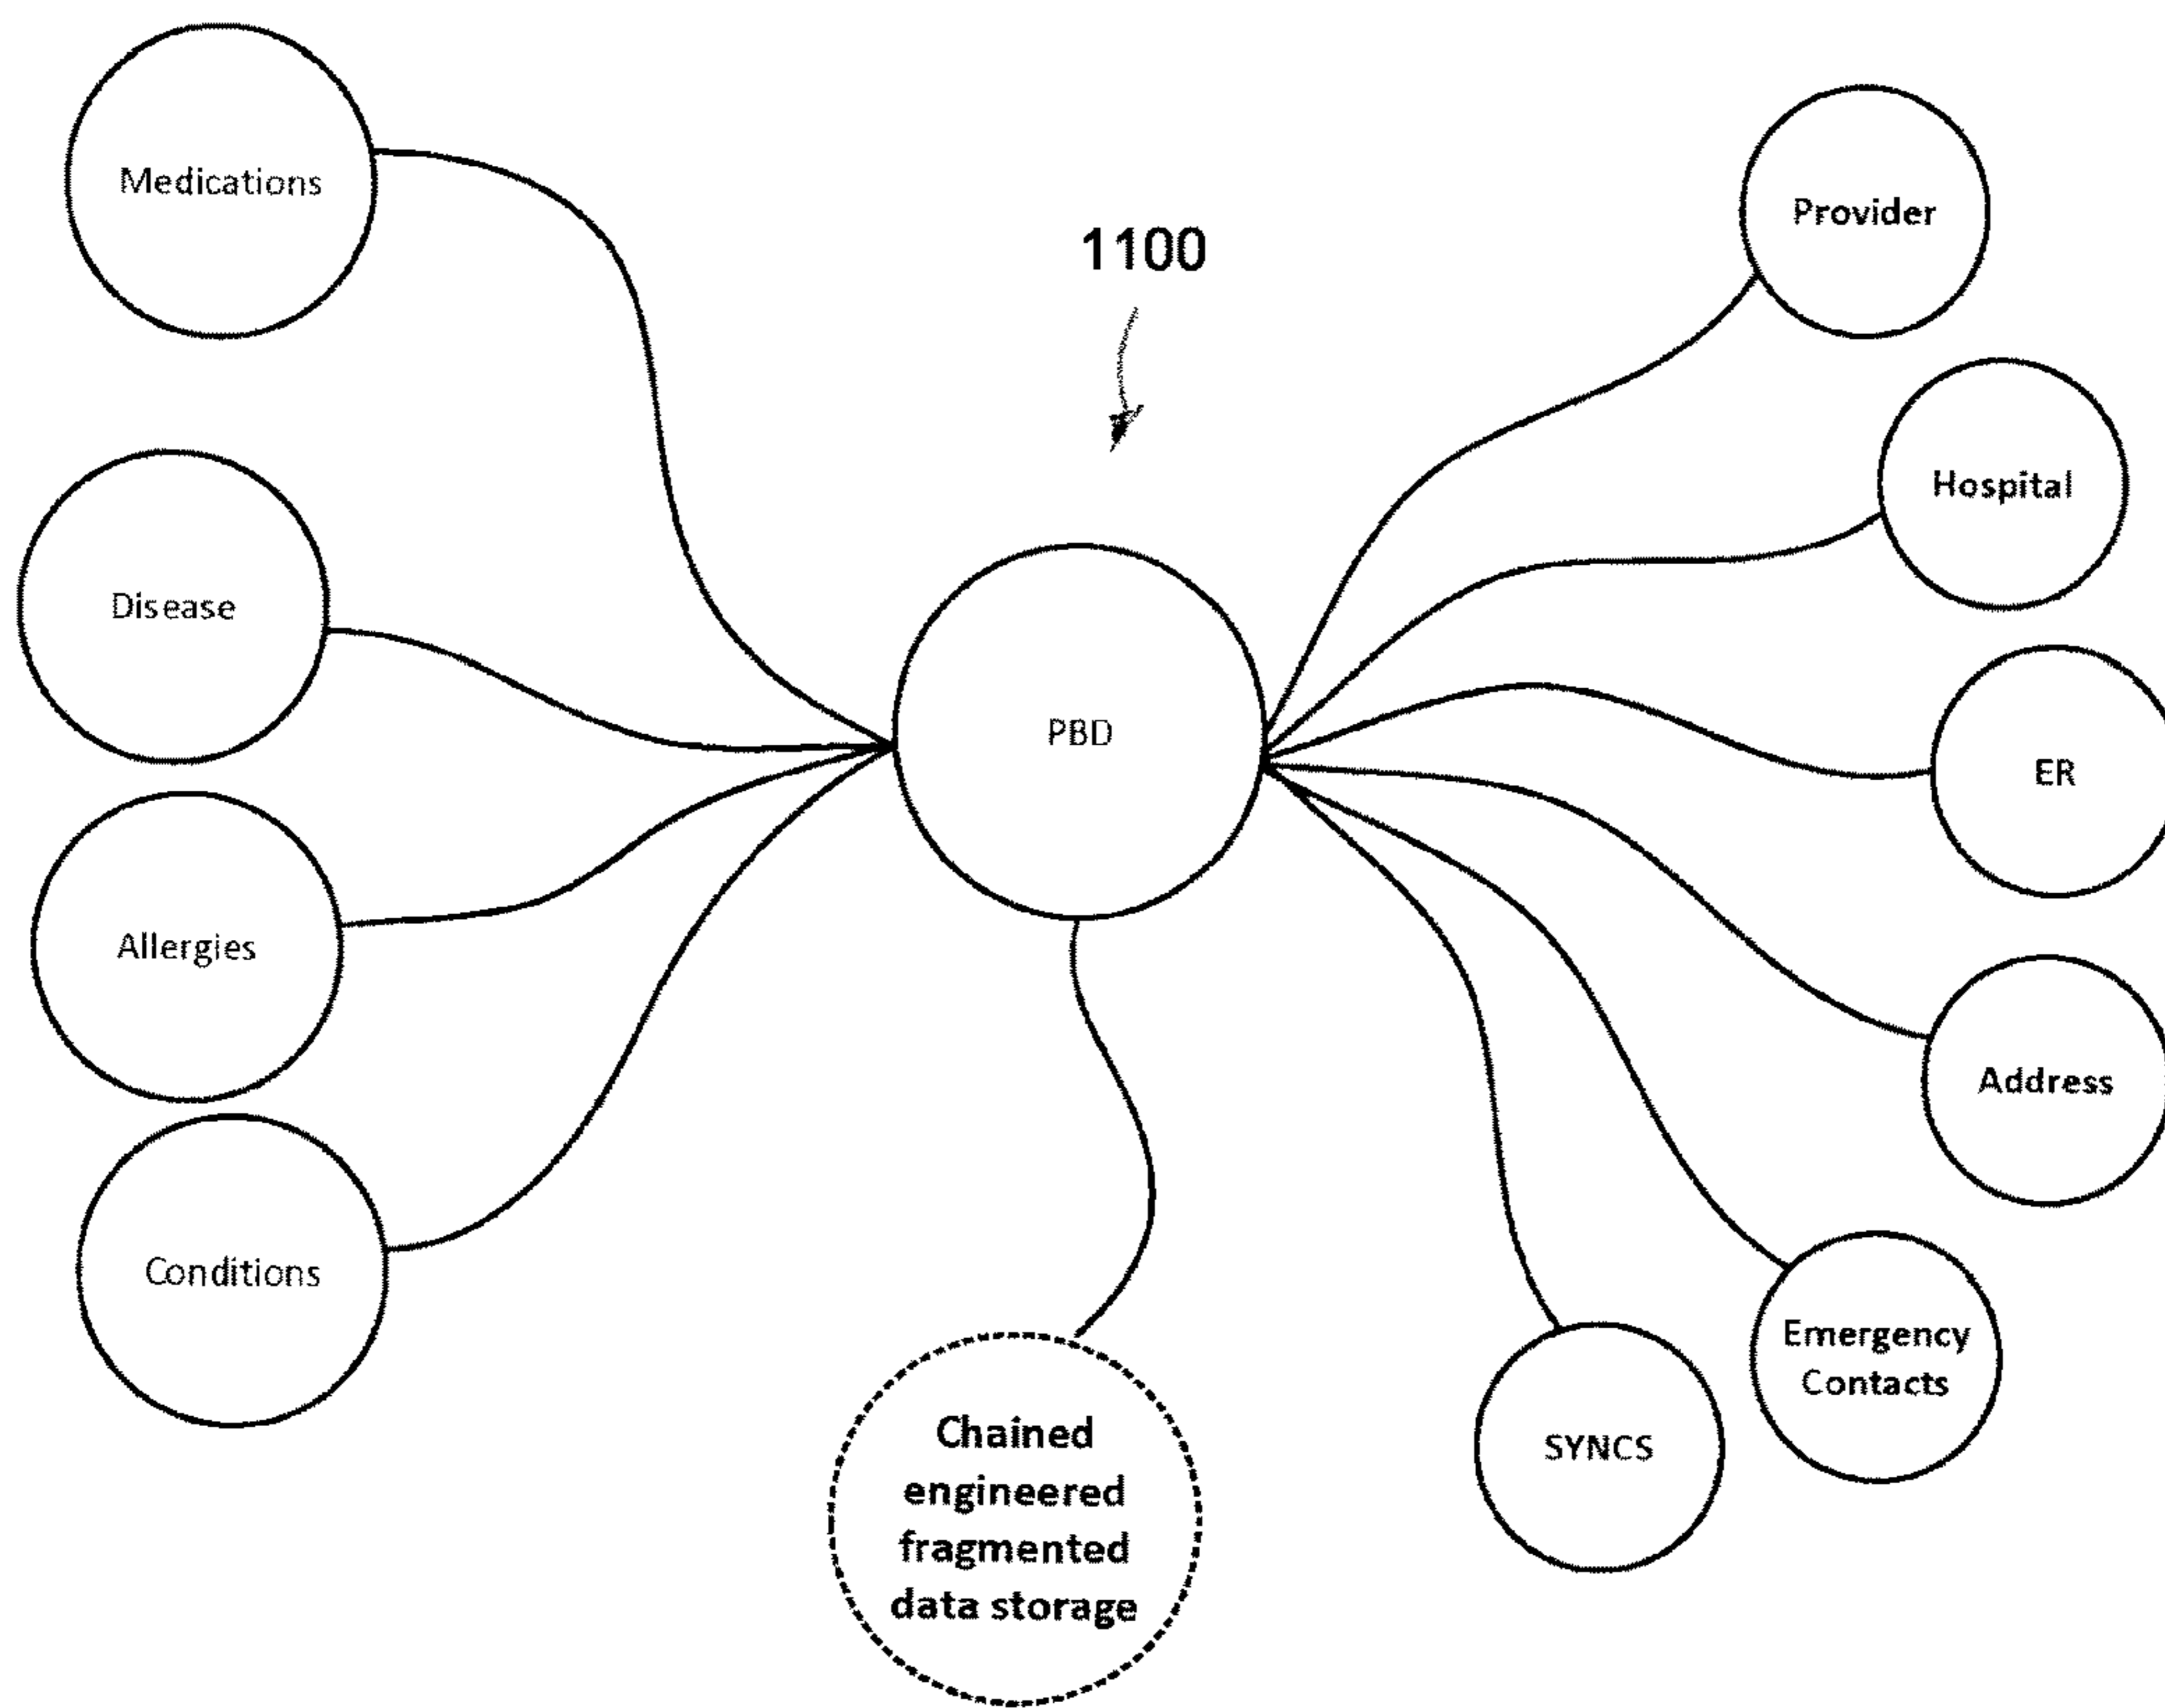 Medications
Provider
1100
Hospital
Disease
PBD
ER
Allergies
Address
Conditions
Emergency
Contacts
Chained
engineered
fragmented
data storage
SYNCS